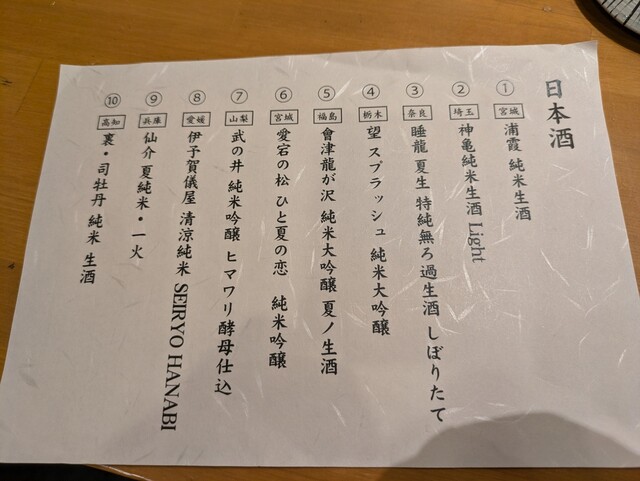 日本酒
① 宮城 浦霞 純米生酒
② 埼玉 神亀純米生酒 Light
③ 奈良 睡龍 夏生 特純無ろ過生酒 しぼりたて
④ 栃木 望 スプラッシュ 純米大吟醸
⑤ 福島 會津龍が沢 純米大吟醸 夏ノ生酒
⑥ 宮城 愛宕の松 ひと夏の恋 純米吟醸
⑦ 山梨 武の井 純米吟醸 ヒマワリ酵母仕込
⑧ 愛媛 伊予賀儀屋 清涼純米 SEIRYO HANABI
⑨ 兵庫 仙介 夏純米・一火
⑩ 高知 裏・司牡丹 純米 生酒